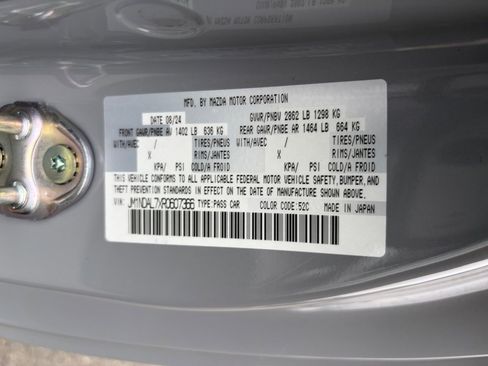 MFD. BY MAZDA MOTOR CORPORATION
DATE 08/24 GVWR/PNBV 2862 LB 1298 KG
FRONT GAWR/PNBE AV 1402 LB 636 KG REAR GAWR/PNBE AR 1464 LB 664 KG
WITH/AVEC / TIRES/PNEUS WITH/AVEC / TIRES/PNEUS
X RIMS/JANTES X RIMS/JANTES
KPA/ PSI COLD/A FROID KPA/ PSI COLD/A FROID
THIS VEHICLE CONFORMS TO ALL APPLICABLE FEDERAL MOTOR VEHICLE SAFETY, BUMPER, AND
THEFT PREVENTION STANDARDS IN EFFECT ON THE DATE OF MANUFACTURE SHOWN ABOVE.
VIN: JM1NDAL7XR0607366 TYPE:PASS CAR COLOR CODE:52C MADE IN JAPAN